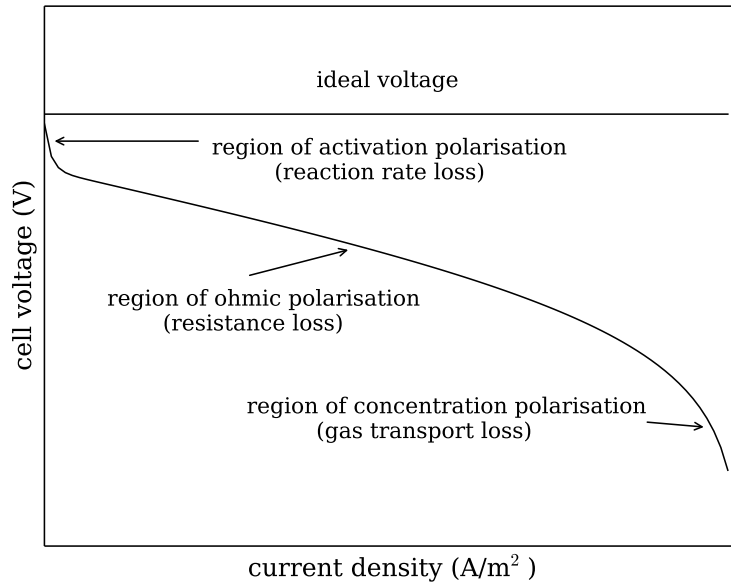 ideal voltage
region of activation polarisation
(reaction rate loss)
cell voltage (V)
region of ohmic polarisation
(resistance loss)
region of concentration polarisation
(gas transport loss)
current density (A/m² )